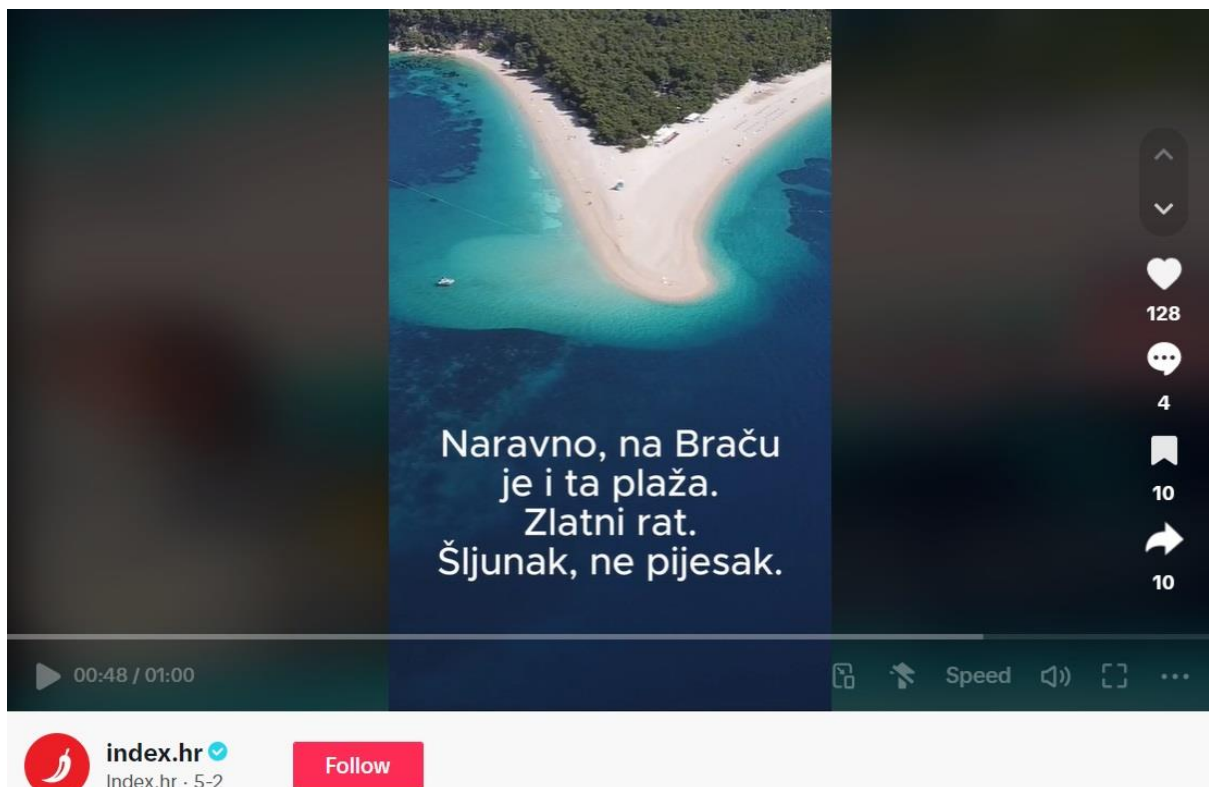 Naravno, na Braču
je i ta plaža.
Zlatni rat.
Šljunak, ne pijesak.
128
4
10
10
00:48 / 01:00
Speed
index.hr
Follow
Index.hr · 5-2